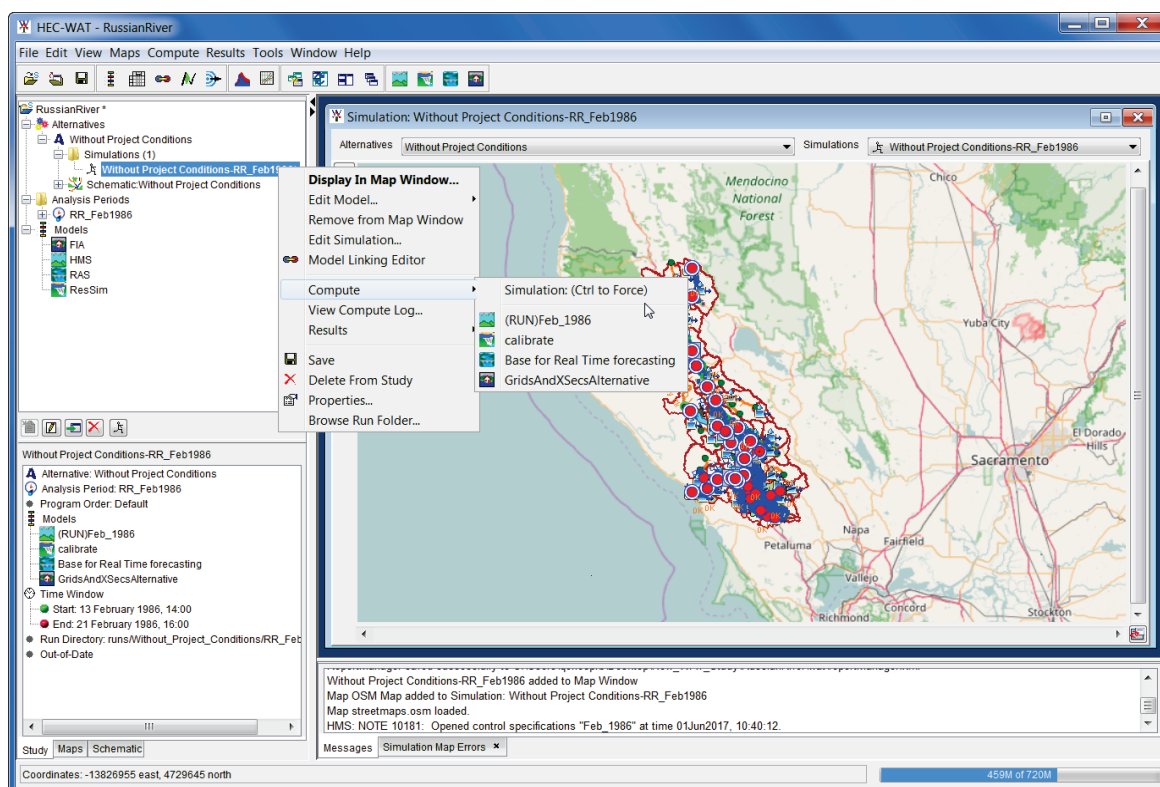 HEC-WAT - RussianRiver
File Edit View Maps Compute Results Tools Window Help
RussianRiver *
Alternatives
Without Project Conditions
Simulations (1)
Without Project Conditions-RR_Feb1986
Schematic:Without Project Conditions
Analysis Periods
RR_Feb1986
Models
FIA
HMS
RAS
ResSim
Display In Map Window...
Edit Model...
Remove from Map Window
Edit Simulation...
Model Linking Editor
Compute
View Compute Log...
Results
Save
Delete From Study
Properties...
Browse Run Folder...
Simulation: (Ctrl to Force)
(RUN)Feb_1986
calibrate
Base for Real Time forecasting
GridsAndXSecsAlternative
Simulation: Without Project Conditions-RR_Feb1986
Alternatives Without Project Conditions Simulations Without Project Conditions-RR_Feb1986
Mendocino
National
Forest
Chico
Yuba City
El Dorado
Hills
Sacramento
Napa
Petaluma
Fairfield
Vallejo
Concord
Stockton
Richmond
OK OK
OK
OK
Without Project Conditions-RR_Feb1986
Alternative: Without Project Conditions
Analysis Period: RR_Feb1986
Program Order: Default
Models
(RUN)Feb_1986
calibrate
Base for Real Time forecasting
GridsAndXSecsAlternative
Time Window
Start: 13 February 1986, 14:00
End: 21 February 1986, 16:00
Run Directory: runs/Without_Project_Conditions/RR_Feb
Out-of-Date
Study Maps Schematic
Without Project Conditions-RR_Feb1986 added to Map Window
Map OSM Map added to Simulation: Without Project Conditions-RR_Feb1986
Map streetmaps.osm loaded.
HMS: NOTE 10181: Opened control specifications "Feb_1986" at time 01Jun2017, 10:40:12.
Messages Simulation Map Errors
Coordinates: -13826955 east, 4729645 north
459M of 720M